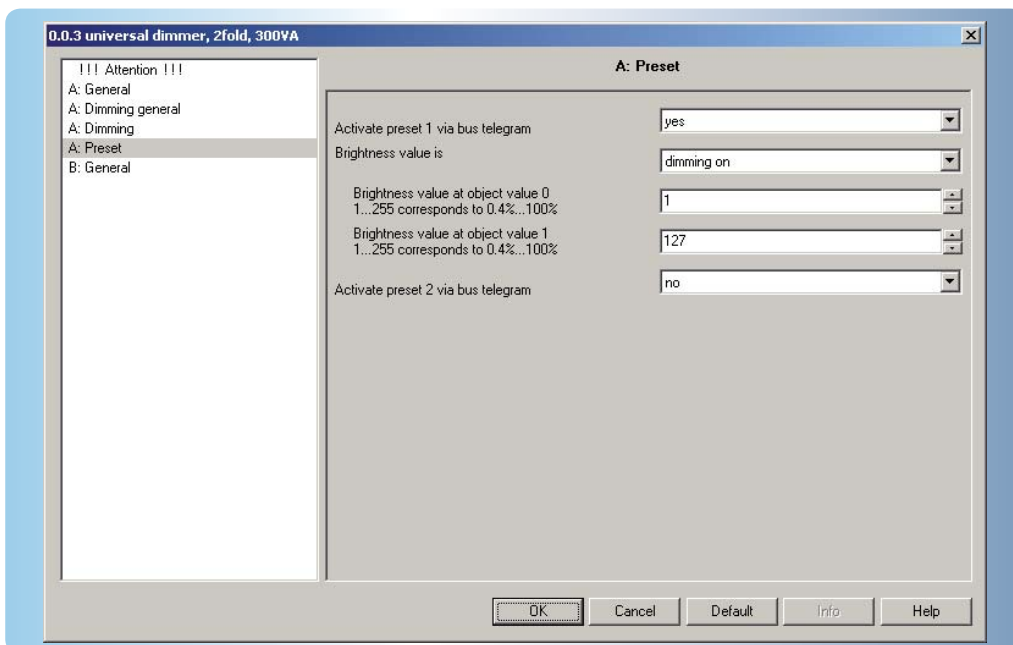 0.0.3 universal dimmer, 2fold, 300VA
!!! Attention !!!
A: General
A: Dimming general
A: Dimming
A: Preset
B: General
A: Preset
Activate preset 1 via bus telegram
yes
Brightness value is
dimming on
Brightness value at object value 0
1...255 corresponds to 0.4%...100%
1
Brightness value at object value 1
1...255 corresponds to 0.4%...100%
127
Activate preset 2 via bus telegram
no
OK
Cancel
Default
Info
Help